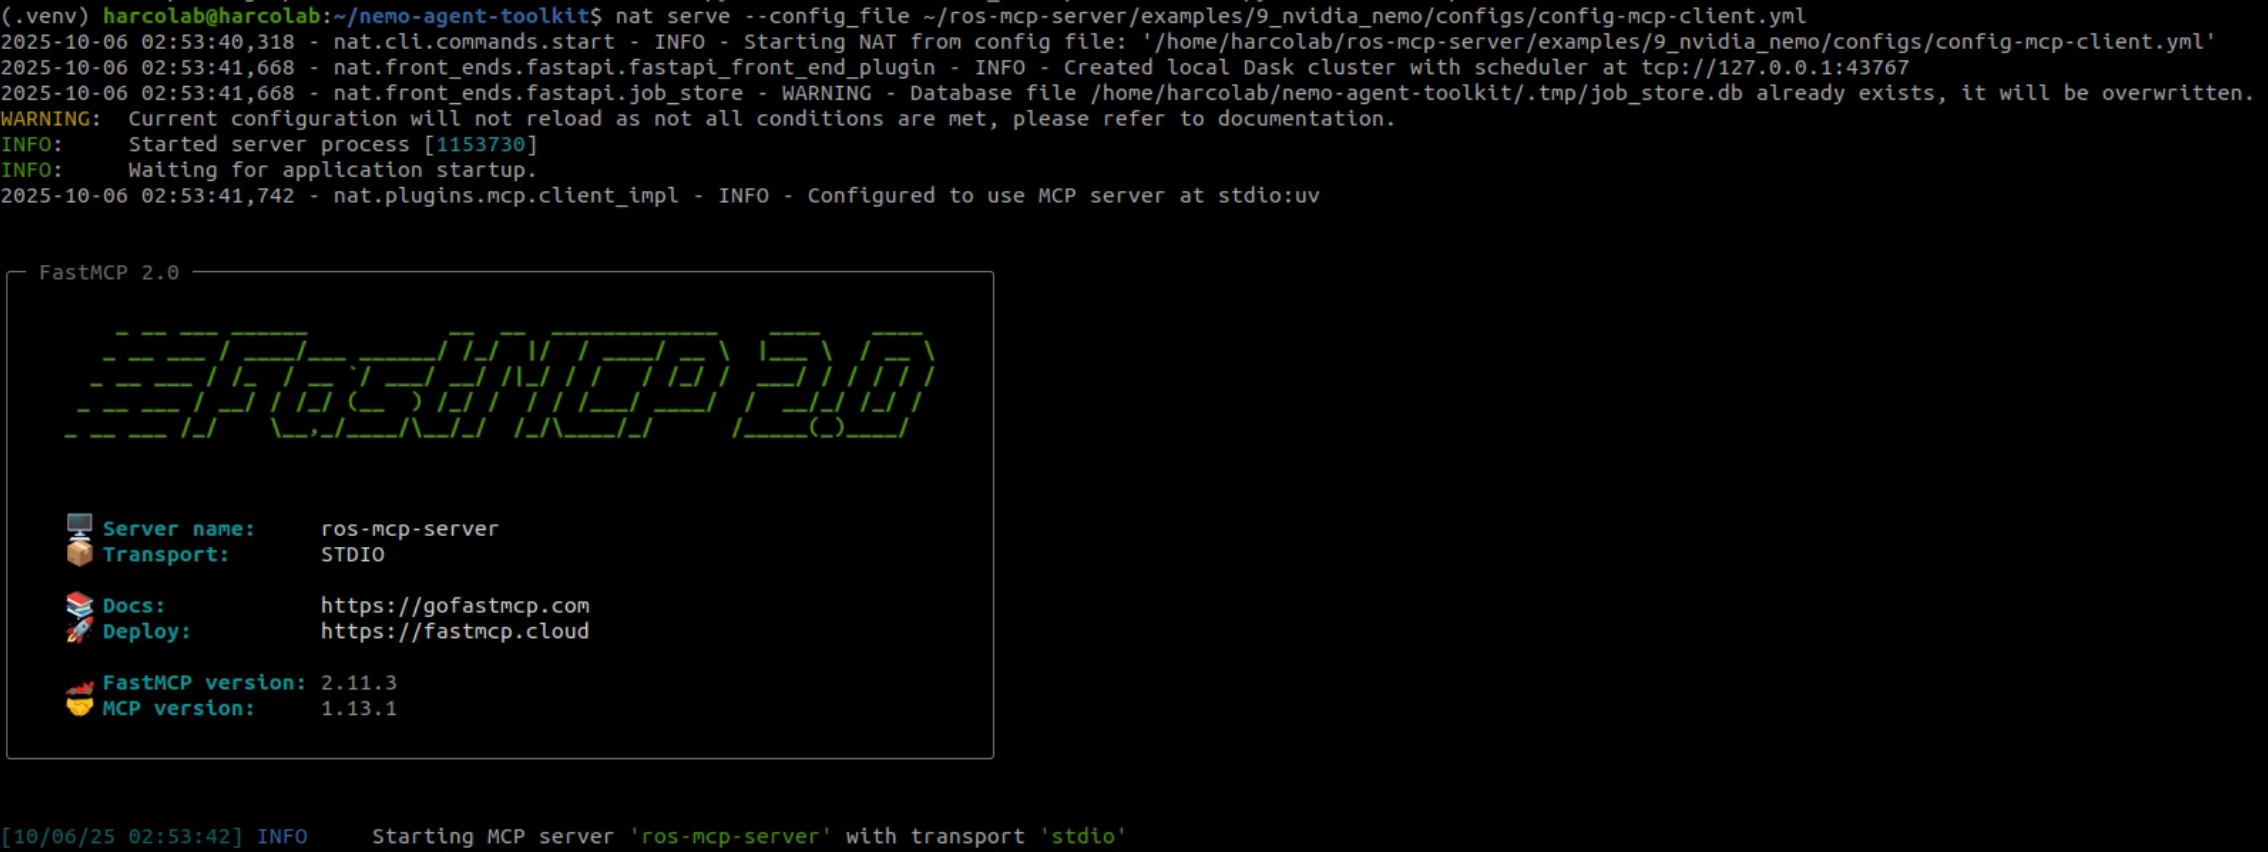 (.venv) harcolab@harcolab:~/nemo-agent-toolkit$ nat serve --config_file ~/ros-mcp-server/examples/9_nvidia_nemo/configs/config-mcp-client.yml
2025-10-06 02:53:40,318 - nat.cli.commands.start - INFO - Starting NAT from config file: '/home/harcolab/ros-mcp-server/examples/9_nvidia_nemo/configs/config-mcp-client.yml'
2025-10-06 02:53:41,668 - nat.front_ends.fastapi.fastapi_front_end_plugin - INFO - Created local Dask cluster with scheduler at tcp://127.0.0.1:43767
2025-10-06 02:53:41,668 - nat.front_ends.fastapi.job_store - WARNING - Database file /home/harcolab/nemo-agent-toolkit/.tmp/job_store.db already exists, it will be overwritten.
WARNING:  Current configuration will not reload as not all conditions are met, please refer to documentation.
INFO:     Started server process [1153730]
INFO:     Waiting for application startup.
2025-10-06 02:53:41,742 - nat.plugins.mcp.client_impl - INFO - Configured to use MCP server at stdio:uv
FastMCP 2.0
FastMCP 2.0
Server name:     ros-mcp-server
Transport:       STDIO
Docs:            https://gofastmcp.com
Deploy:          https://fastmcp.cloud
FastMCP version: 2.11.3
MCP version:     1.13.1
[10/06/25 02:53:42] INFO     Starting MCP server 'ros-mcp-server' with transport 'stdio'